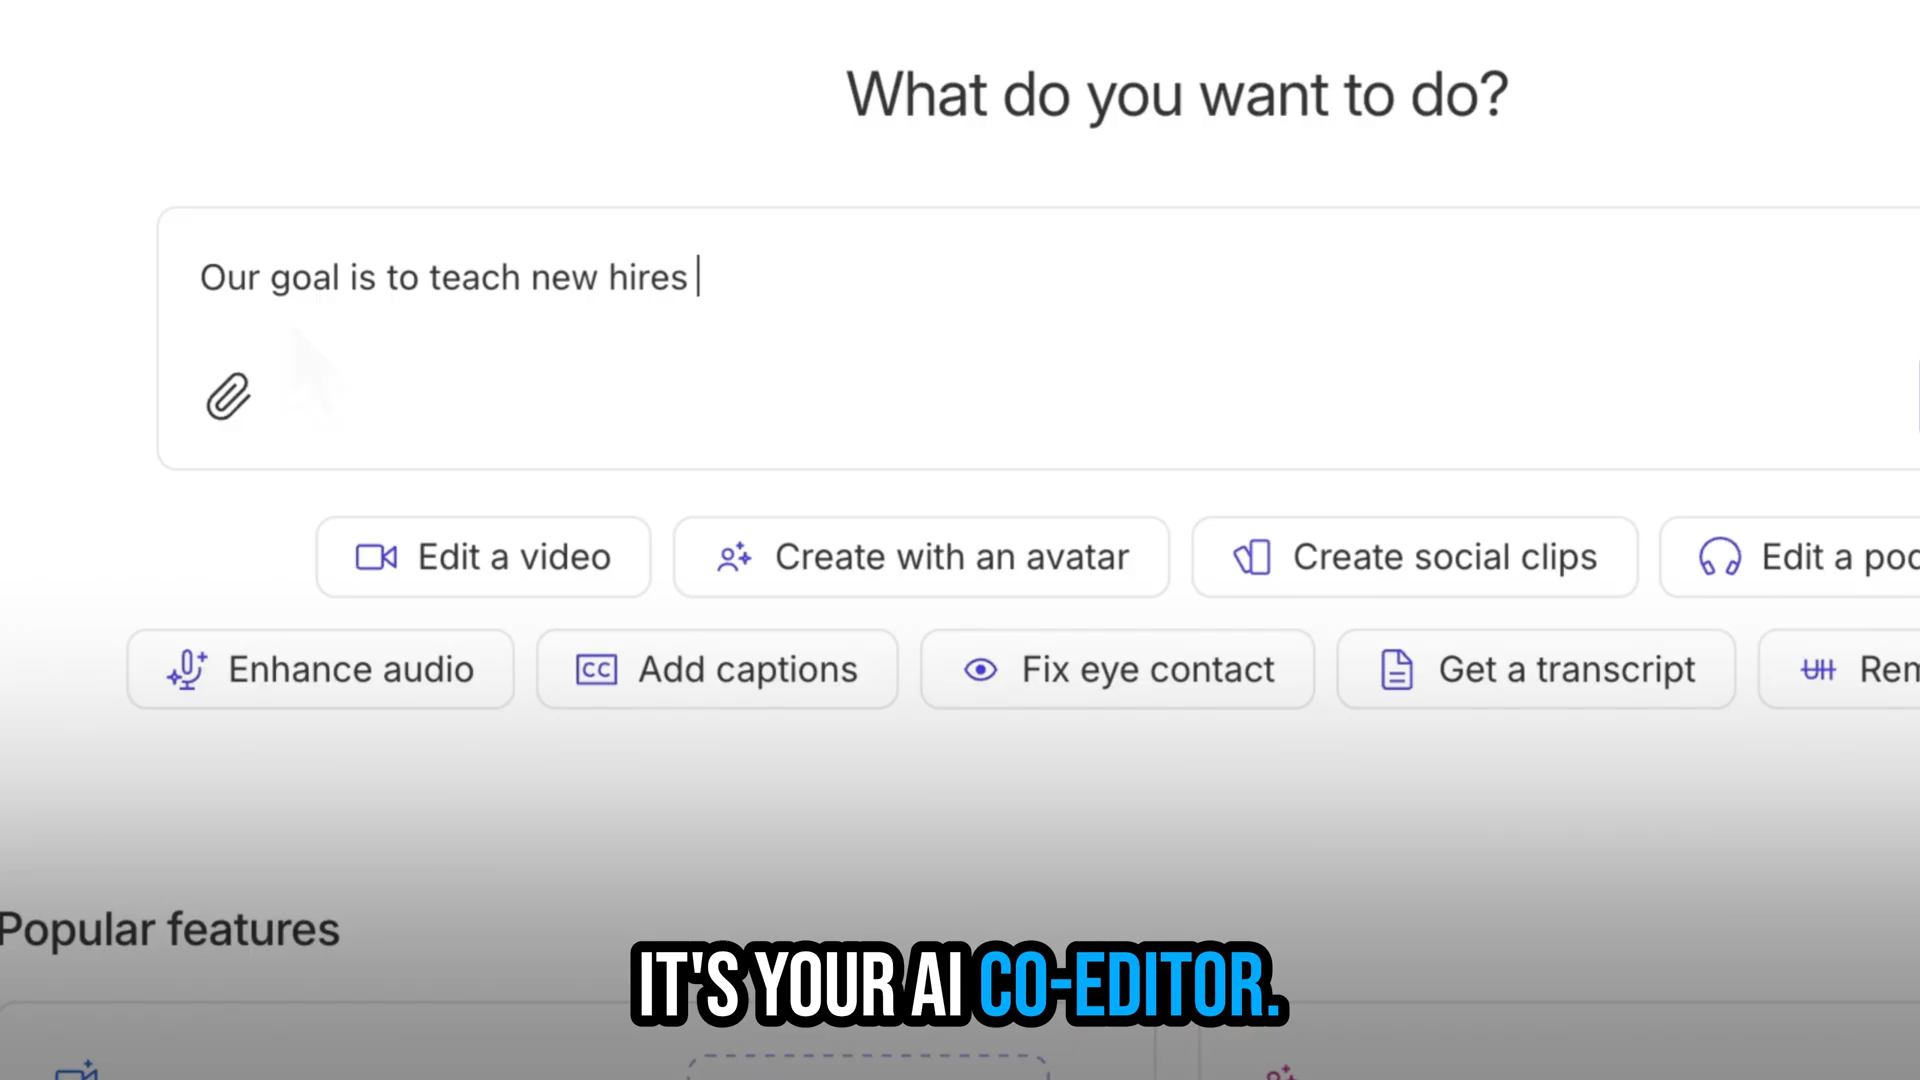 What do you want to do?
Our goal is to teach new hires
Edit a video
Create with an avatar
Create social clips
Edit a
Enhance audio
CC
Add captions
Fix eye contact
Get a transcript
Popular features
IT'S YOUR AI CO-EDITOR.